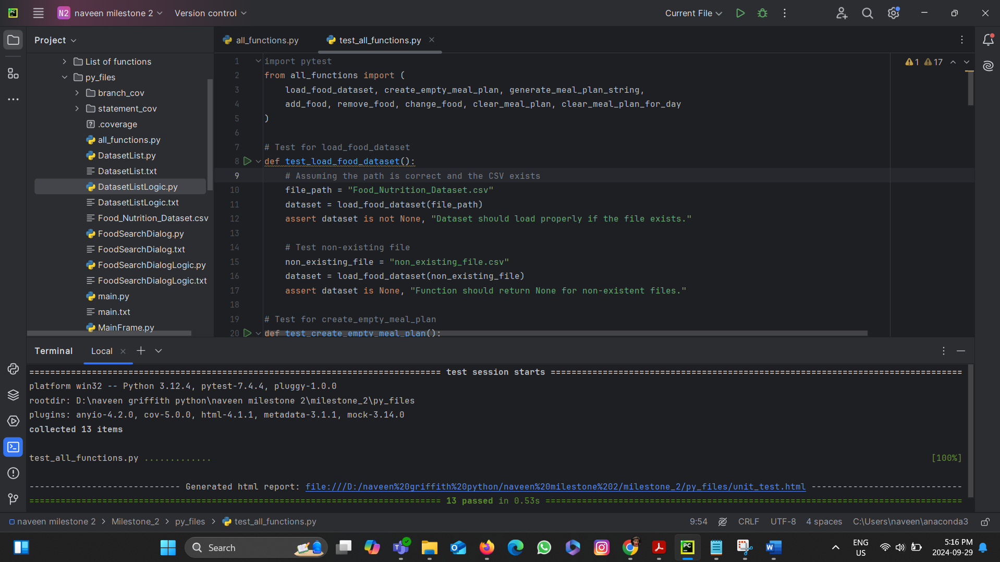 PC
N2 naveen milestone 2 Version control Current File
Project
List of functions
py_files
branch_cov
statement_cov
.coverage
all_functions.py
DatasetList.py
DatasetList.txt
DatasetListLogic.py
DatasetListLogic.txt
Food_Nutrition_Dataset.csv
FoodSearchDialog.py
FoodSearchDialog.txt
FoodSearchDialogLogic.py
FoodSearchDialogLogic.txt
main.py
main.txt
MainFrame.py
all_functions.py test_all_functions.py
1 17
1 import pytest
2 from all_functions import (
3 load_food_dataset, create_empty_meal_plan, generate_meal_plan_string,
4 add_food, remove_food, change_food, clear_meal_plan, clear_meal_plan_for_day
5 )
6
7 # Test for load_food_dataset
8 def test_load_food_dataset():
9 # Assuming the path is correct and the CSV exists
10 file_path = "Food_Nutrition_Dataset.csv"
11 dataset = load_food_dataset(file_path)
12 assert dataset is not None, "Dataset should load properly if the file exists."
13
14 # Test non-existing file
15 non_existing_file = "non_existing_file.csv"
16 dataset = load_food_dataset(non_existing_file)
17 assert dataset is None, "Function should return None for non-existent files."
18
19 # Test for create_empty_meal_plan
20 def test_create_empty_meal_plan():
Terminal Local
=============================================================================== test session starts ===============================================================================
platform win32 -- Python 3.12.4, pytest-7.4.4, pluggy-1.0.0
rootdir: D:\naveen griffith python\naveen milestone 2\milestone_2\py_files
plugins: anyio-4.2.0, cov-5.0.0, html-4.1.1, metadata-3.1.1, mock-3.14.0
collected 13 items
test_all_functions.py ............. [100%]
----------------------------- Generated html report: file:///D:/naveen%20griffith%20python/naveen%20milestone%202/milestone_2/py_files/unit_test.html -----------------------------
=============================================================================== 13 passed in 0.53s ================================================================================
naveen milestone 2 > Milestone_2 > py_files > test_all_functions.py 9:54 CRLF UTF-8 4 spaces C:\Users\naveen\anaconda3
Search ENG US 5:16 PM 2024-09-29